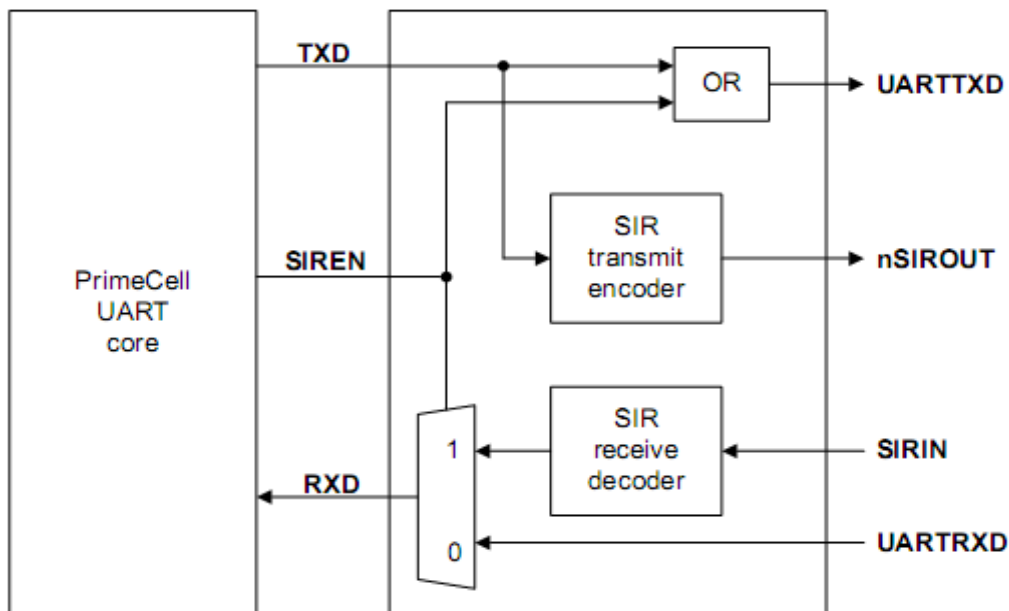 TXD
OR
UARTTXD
SIREN
SIR
transmit
encoder
nSIROUT
PrimeCell
UART
core
1
SIR
receive
decoder
SIRIN
RXD
0
UARTRXD